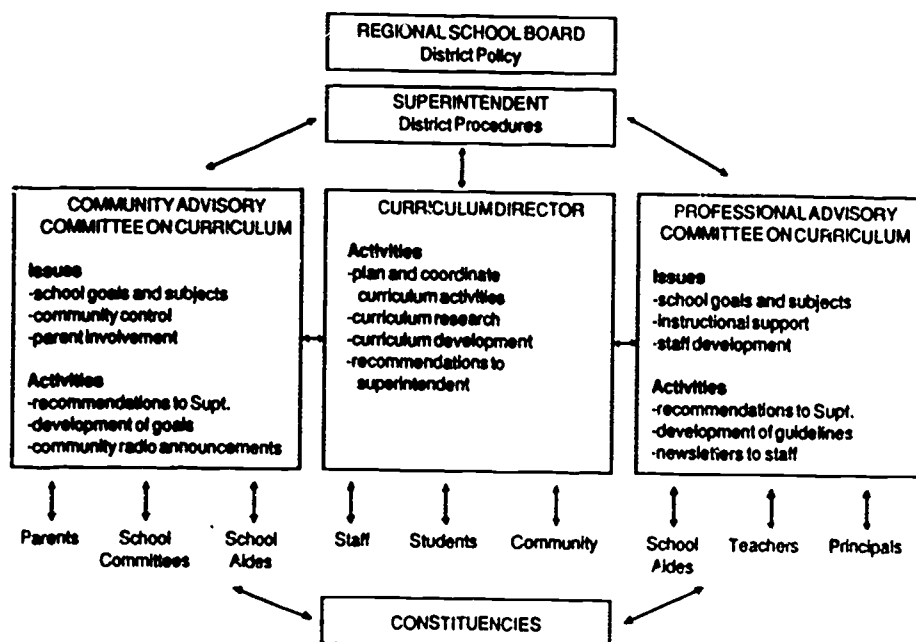 REGIONAL SCHOOL BOARD
District Policy
SUPERINTENDENT
District Procedures
COMMUNITY ADVISORY
COMMITTEE ON CURRICULUM
Issues
-school goals and subjects
-community control
-parent involvement
Activities
-recommendations to Supt.
-development of goals
-community radio announcements
CURRICULUM DIRECTOR
Activities
-plan and coordinate
curriculum activities
-curriculum research
-curriculum development
-recommendations to
superintendent
PROFESSIONAL ADVISORY
COMMITTEE ON CURRICULUM
Issues
-school goals and subjects
-instructional support
-staff development
Activities
-recommendations to Supt.
-development of guidelines
-newsletters to staff
Parents
School
Committees
School
Aides
Staff
Students
Community
School
Aides
Teachers
Principals
CONSTITUENCIES